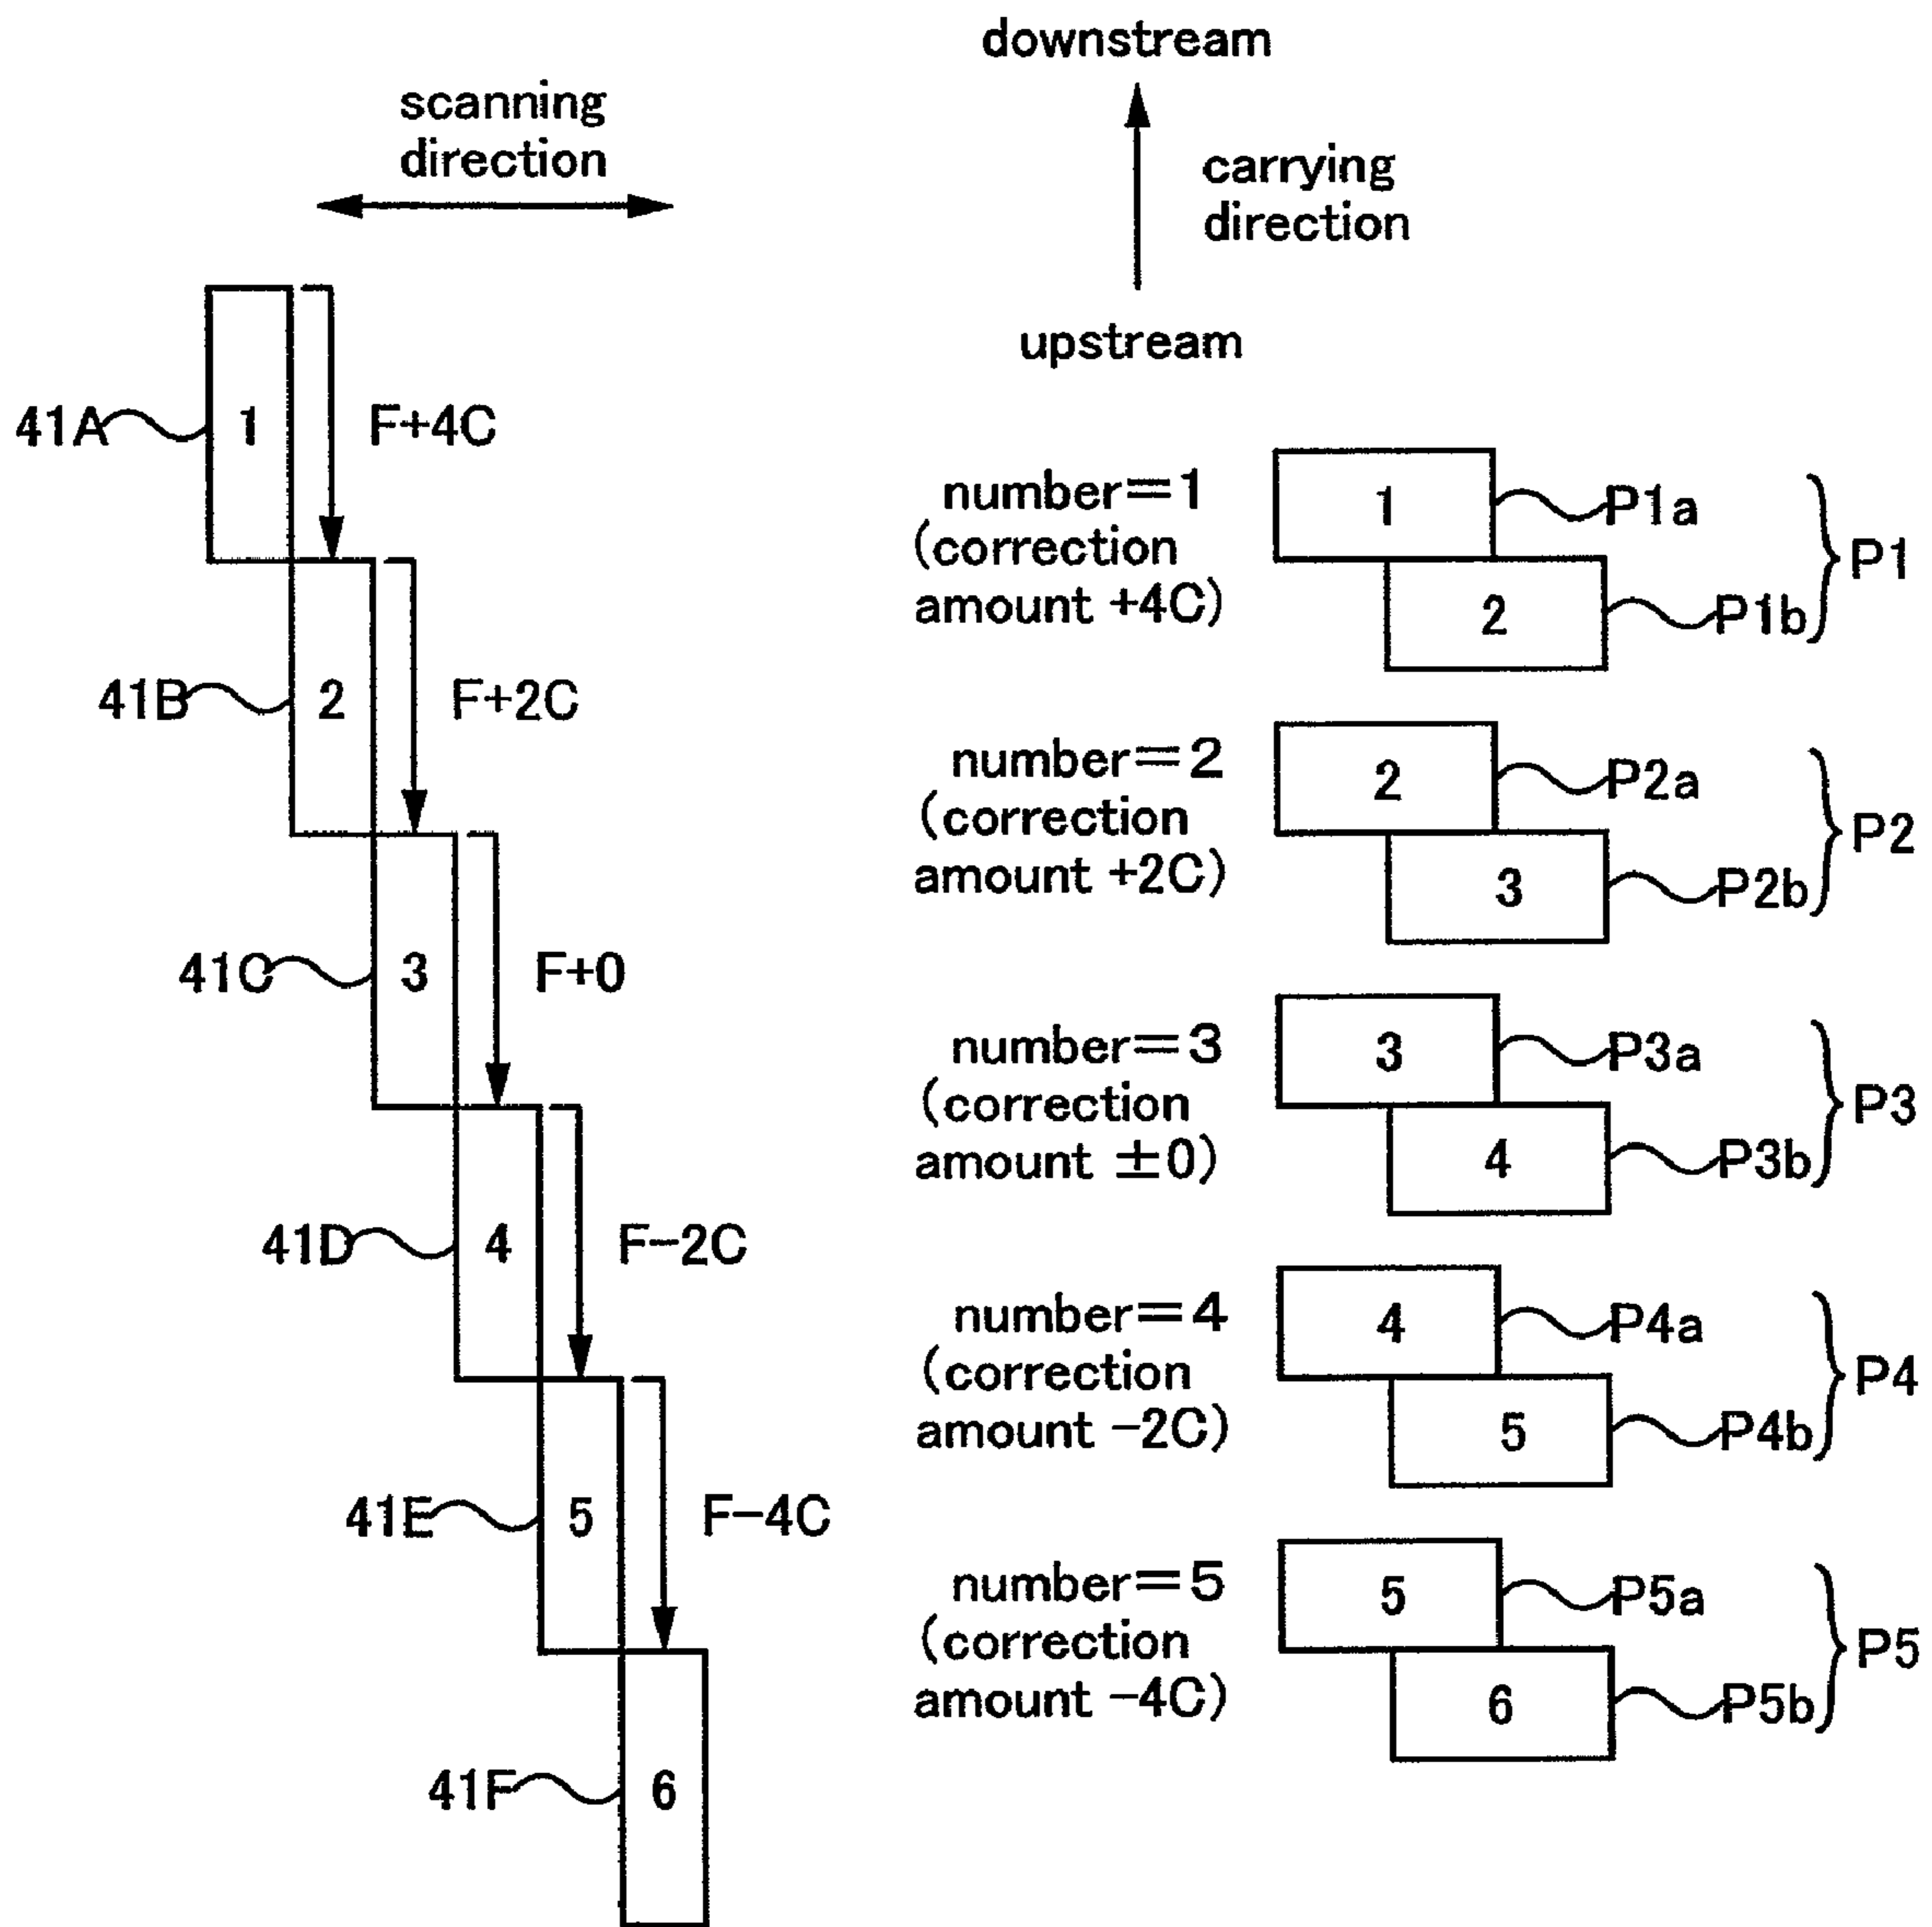 downstream
scanning
direction
carrying
direction
upstream
41A
1
F+4C
41B
2
F+2C
41C
3
F+0
41D
4
F−2C
41E
5
F−4C
41F
6
number=1
(correction
amount +4C)
1
P1a
2
P1b
P1
number=2
(correction
amount +2C)
2
P2a
3
P2b
P2
number=3
(correction
amount ±0)
3
P3a
4
P3b
P3
number=4
(correction
amount −2C)
4
P4a
5
P4b
P4
number=5
(correction
amount −4C)
5
P5a
6
P5b
P5